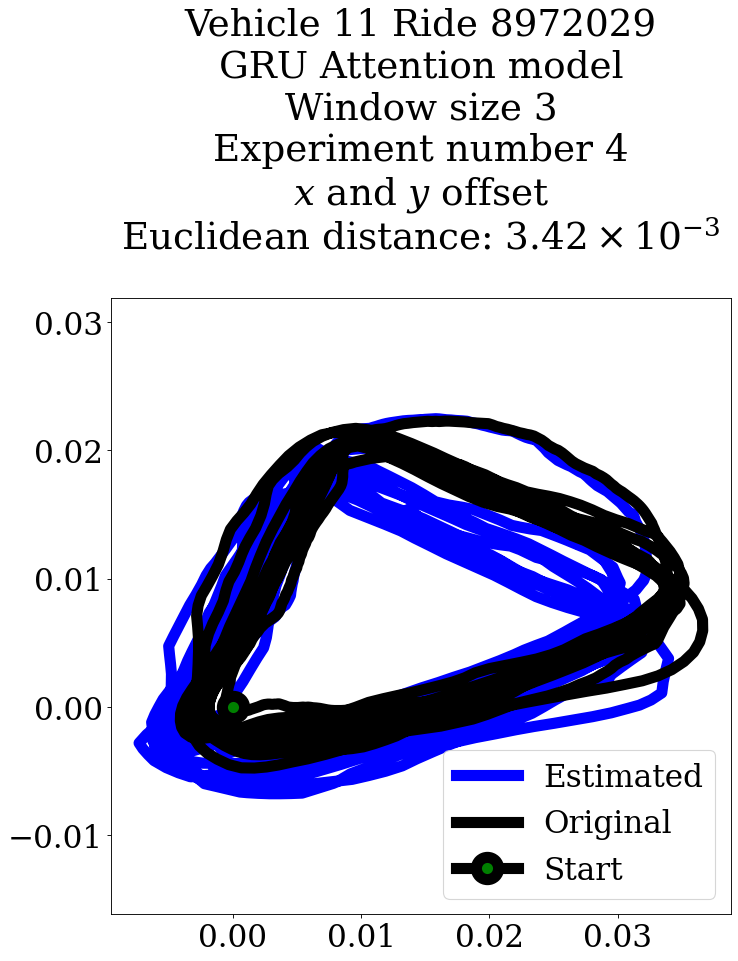 Vehicle 11 Ride 8972029
GRU Attention model
Window size 3
Experiment number 4
x and y offset
Euclidean distance: 3.42 × 10⁻³
0.03
0.02
0.01
0.00
−0.01
Estimated
Original
Start
0.00 0.01 0.02 0.03